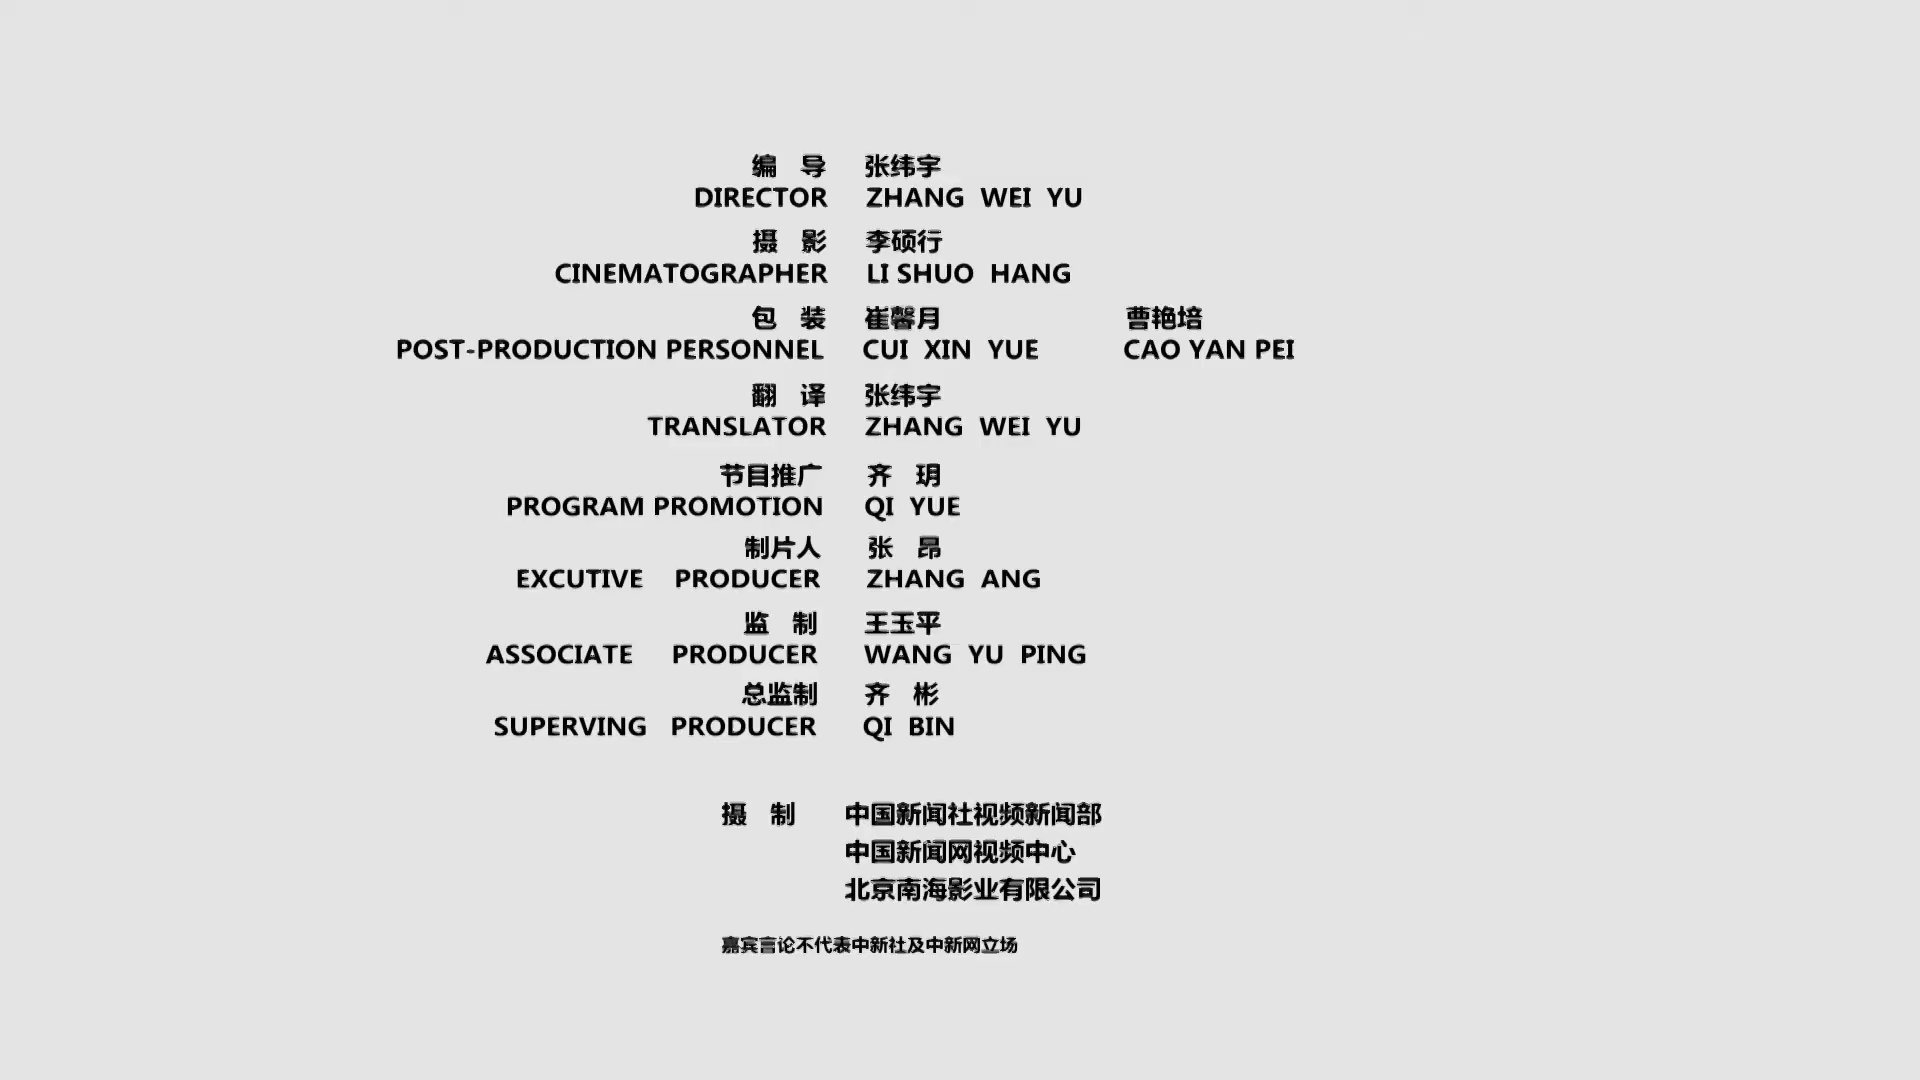 编 导 张纬宇
DIRECTOR ZHANG WEI YU
摄 影 李硕行
CINEMATOGRAPHER LI SHUO HANG
包 装 崔馨月 曹艳培
POST-PRODUCTION PERSONNEL CUI XIN YUE CAO YAN PEI
翻 译 张纬宇
TRANSLATOR ZHANG WEI YU
节目推广 齐 玥
PROGRAM PROMOTION QI YUE
制片人 张 昂
EXCUTIVE PRODUCER ZHANG ANG
监 制 王玉平
ASSOCIATE PRODUCER WANG YU PING
总监制 齐 彬
SUPERVING PRODUCER QI BIN
摄 制 中国新闻社视频新闻部
中国新闻网视频中心
北京南海影业有限公司
嘉宾言论不代表中新社及中新网立场